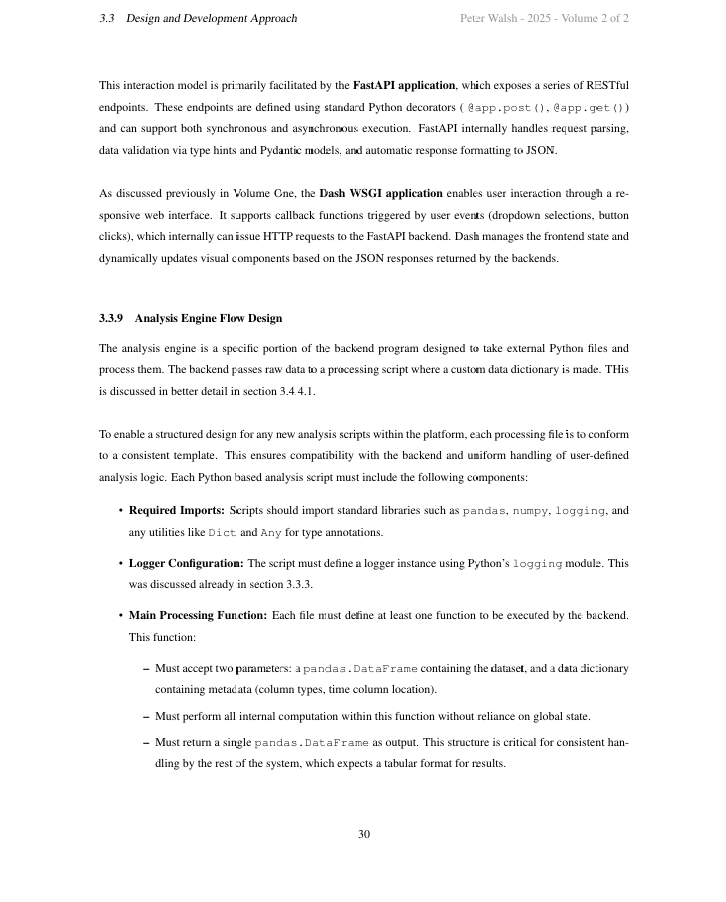 3.3 Design and Development Approach Peter Walsh - 2025 - Volume 2 of 2
This interaction model is primarily facilitated by the FastAPI application, which exposes a series of RESTful
endpoints. These endpoints are defined using standard Python decorators ( @app.post(), @app.get())
and can support both synchronous and asynchronous execution. FastAPI internally handles request parsing,
data validation via type hints and Pydantic models, and automatic response formatting to JSON.
As discussed previously in Volume One, the Dash WSGI application enables user interaction through a re-
sponsive web interface. It supports callback functions triggered by user events (dropdown selections, button
clicks), which internally can issue HTTP requests to the FastAPI backend. Dash manages the frontend state and
dynamically updates visual components based on the JSON responses returned by the backends.
3.3.9 Analysis Engine Flow Design
The analysis engine is a specific portion of the backend program designed to take external Python files and
process them. The backend passes raw data to a processing script where a custom data dictionary is made. THis
is discussed in better detail in section 3.4.4.1.
To enable a structured design for any new analysis scripts within the platform, each processing file is to conform
to a consistent template. This ensures compatibility with the backend and uniform handling of user-defined
analysis logic. Each Python based analysis script must include the following components:
• Required Imports: Scripts should import standard libraries such as pandas, numpy, logging, and
any utilities like Dict and Any for type annotations.
• Logger Configuration: The script must define a logger instance using Python's logging module. This
was discussed already in section 3.3.3.
• Main Processing Function: Each file must define at least one function to be executed by the backend.
This function:
– Must accept two parameters: a pandas.DataFrame containing the dataset, and a data dictionary
containing metadata (column types, time column location).
– Must perform all internal computation within this function without reliance on global state.
– Must return a single pandas.DataFrame as output. This structure is critical for consistent han-
dling by the rest of the system, which expects a tabular format for results.
30